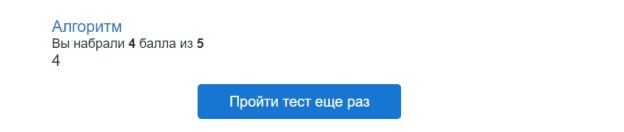 Алгоритм
Вы набрали 4 балла из 5
4
Пройти тест еще раз